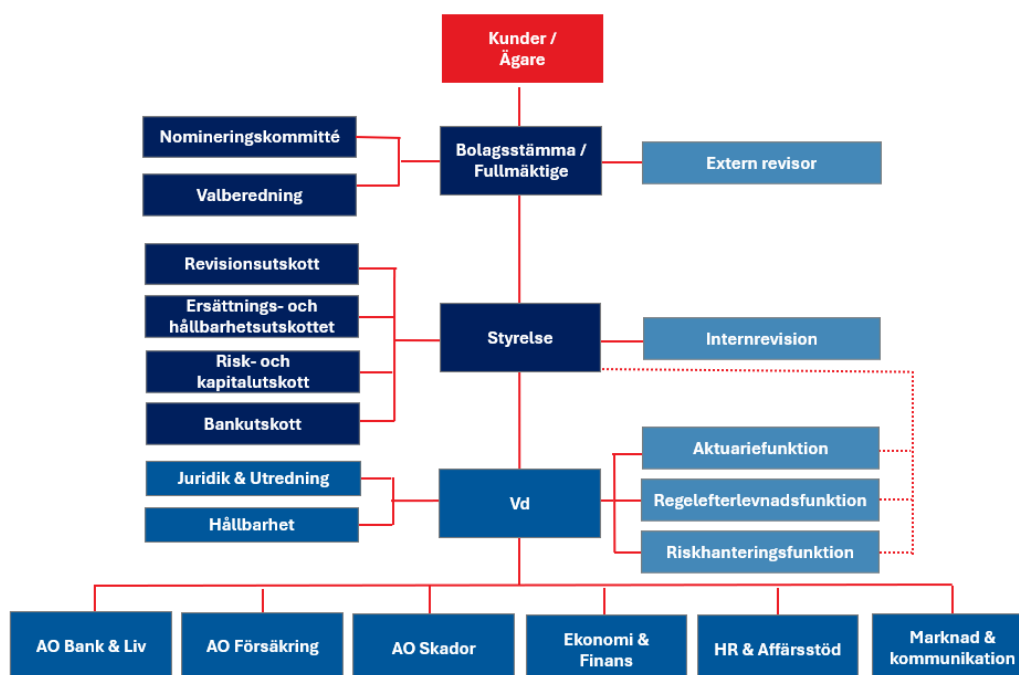 Kunder /
Ägare
Nomineringskommitté
Bolagsstämma /
Fullmäktige
Extern revisor
Valberedning
Revisionsutskott
Ersättnings- och
hållbarhetsutskottet
Styrelse
Internrevision
Risk- och
kapitalutskott
Bankutskott
Aktuariefunktion
Juridik & Utredning
Vd
Regelefterlevnadsfunktion
Hållbarhet
Riskhanteringsfunktion
AO Bank & Liv
AO Försäkring
AO Skador
Ekonomi &
Finans
HR & Affärsstöd
Marknad &
kommunikation